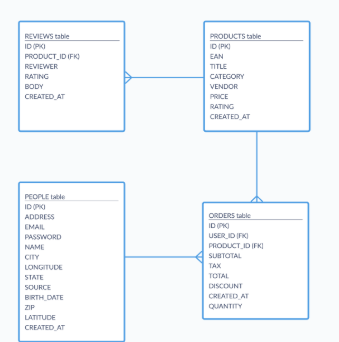 REVIEWS table
ID (PK)
PRODUCT_ID (FK)
REVIEWER
RATING
BODY
CREATED_AT
PRODUCTS table
ID (PK)
EAN
TITLE
CATEGORY
VENDOR
PRICE
RATING
CREATED_AT
PEOPLE table
ID (PK)
ADDRESS
EMAIL
PASSWORD
NAME
CITY
LONGITUDE
STATE
SOURCE
BIRTH_DATE
ZIP
LATITUDE
CREATED_AT
ORDERS table
ID (PK)
USER_ID (FK)
PRODUCT_ID (FK)
SUBTOTAL
TAX
TOTAL
DISCOUNT
CREATED_AT
QUANTITY